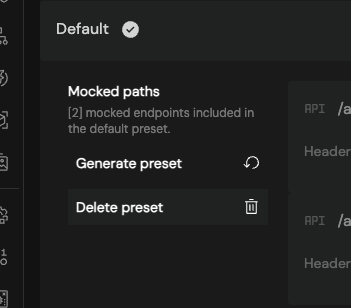 Default
Mocked paths
[2] mocked endpoints included in
the default preset.
Generate preset
Delete preset
API /a
Header
API /a
Header